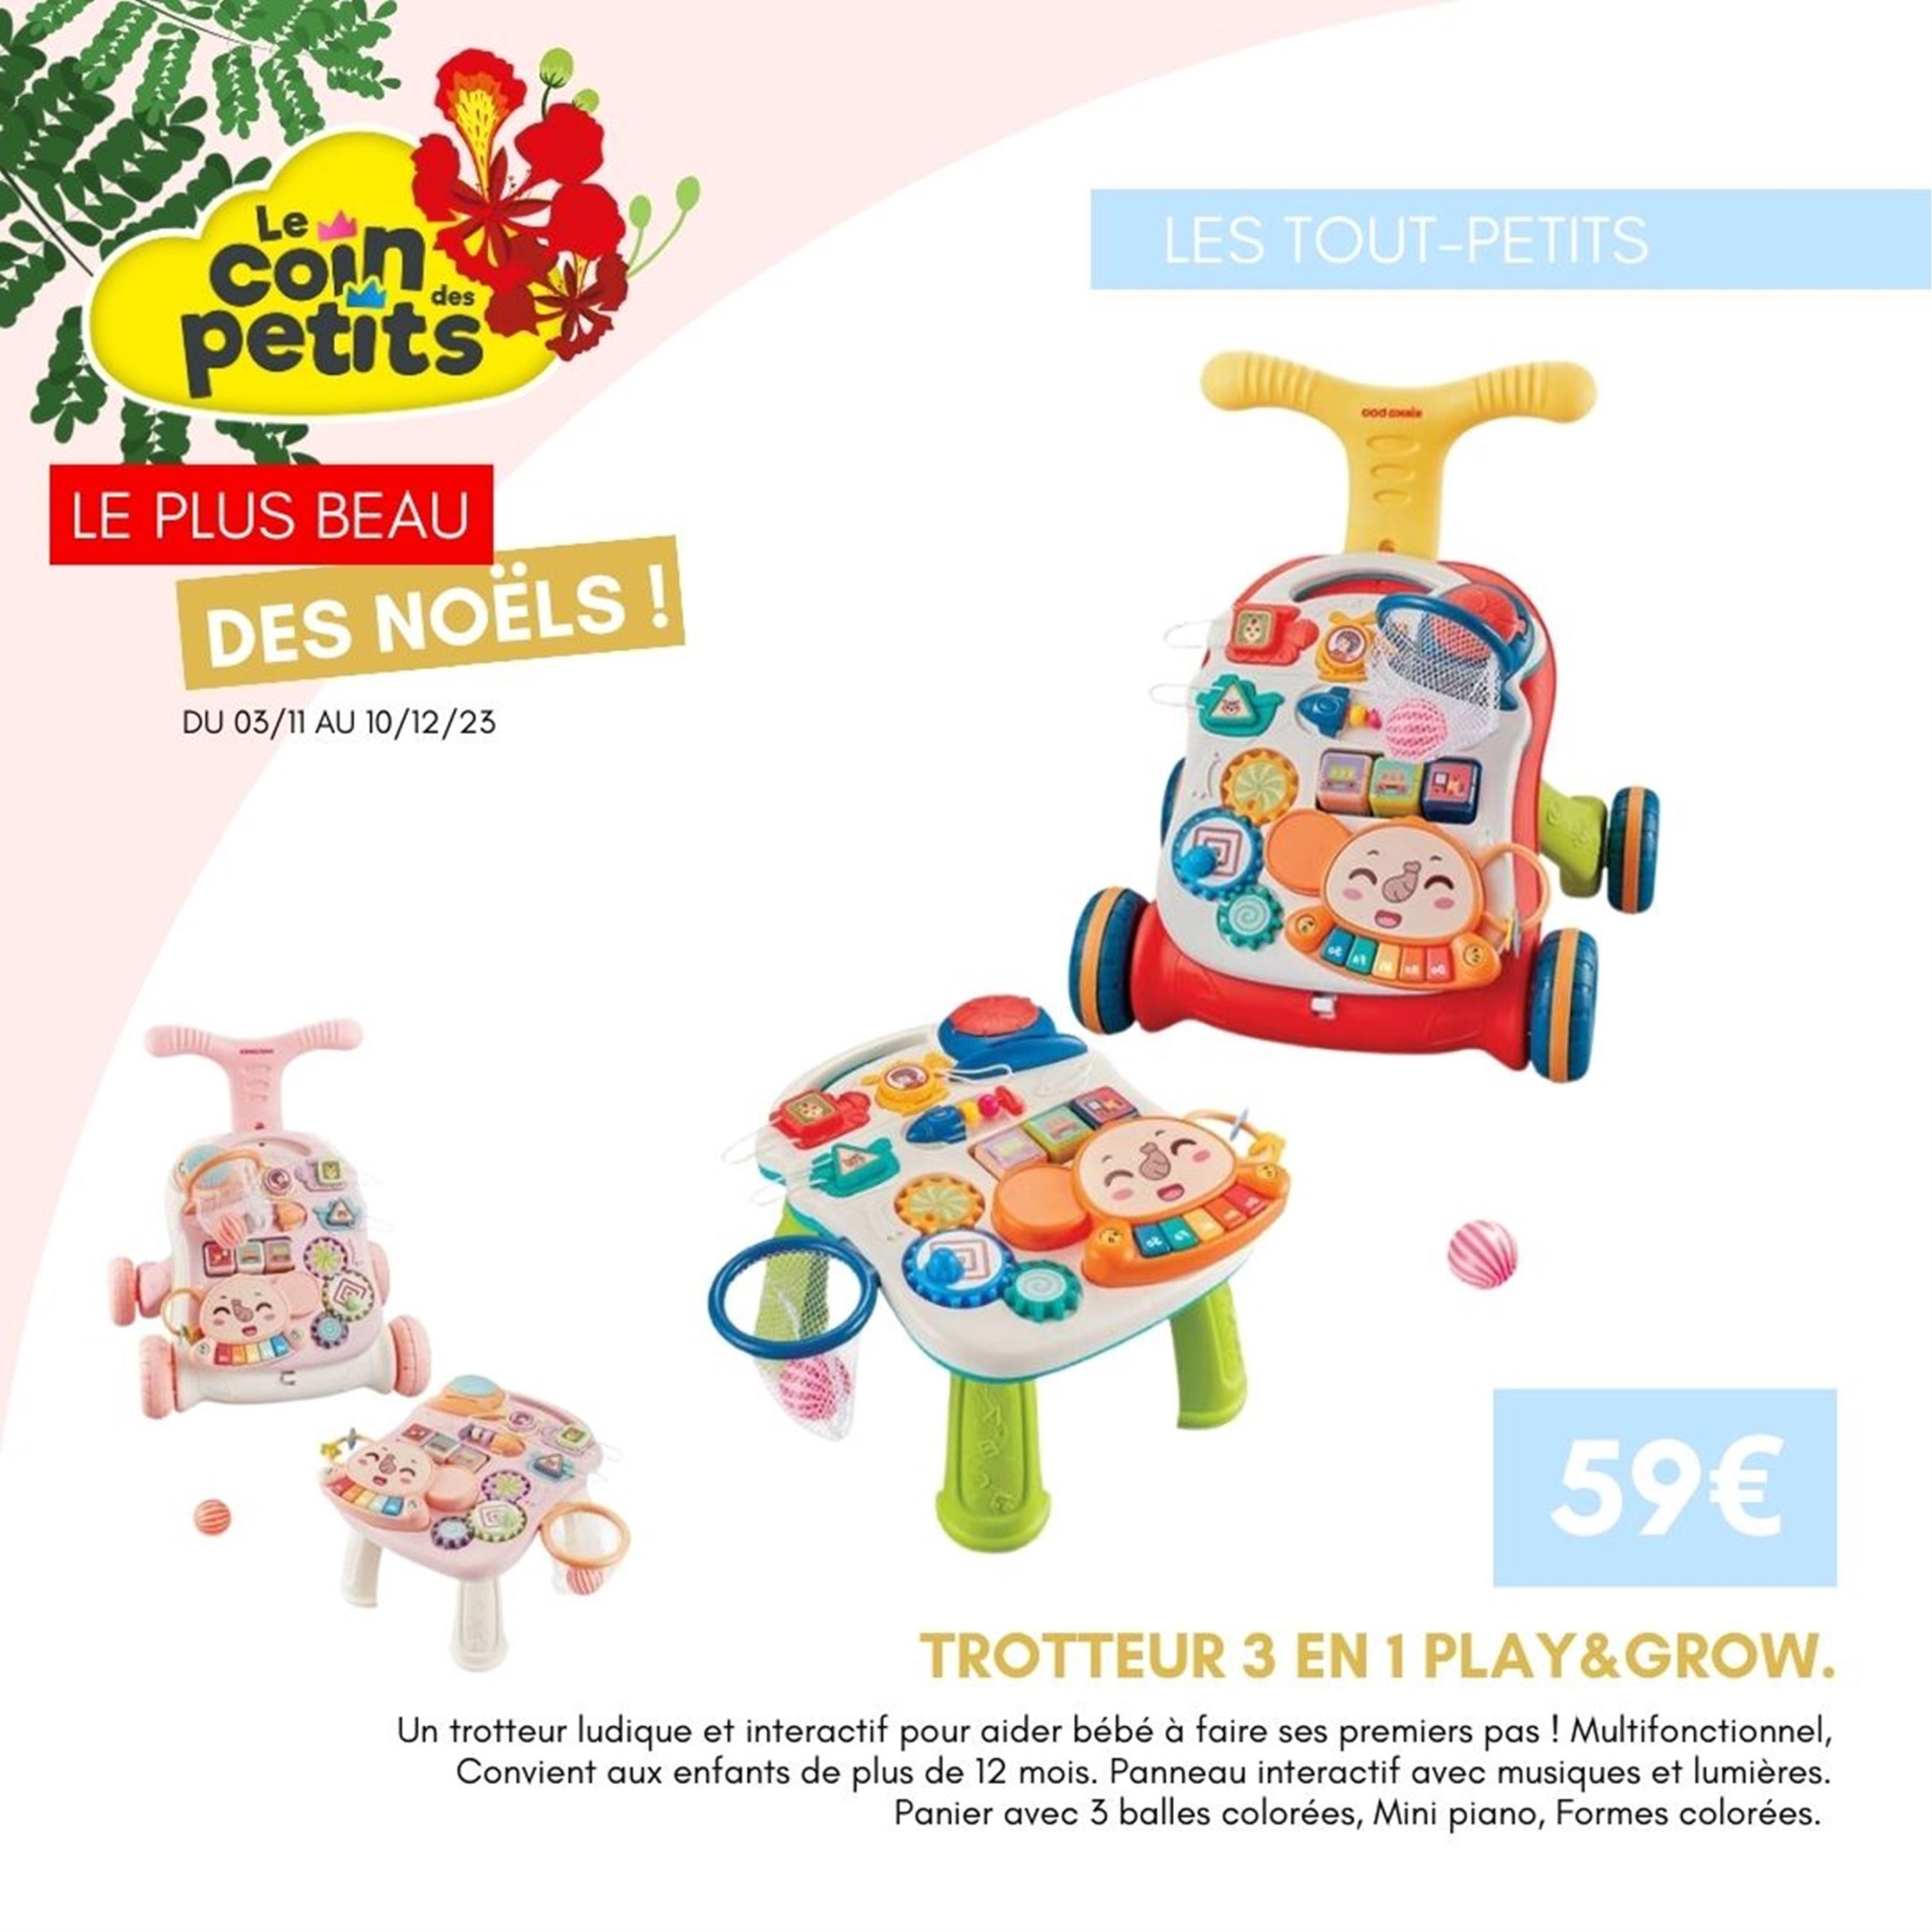 Le
coin
des
petits
LE PLUS BEAU
DES NOËLS !
DU 03/11 AU 10/12/23
LES TOUT-PETITS
59€
TROTTEUR 3 EN 1 PLAY&GROW.
Un trotteur ludique et interactif pour aider bébé à faire ses premiers pas ! Multifonctionnel,
Convient aux enfants de plus de 12 mois. Panneau interactif avec musiques et lumières.
Panier avec 3 balles colorées, Mini piano, Formes colorées.